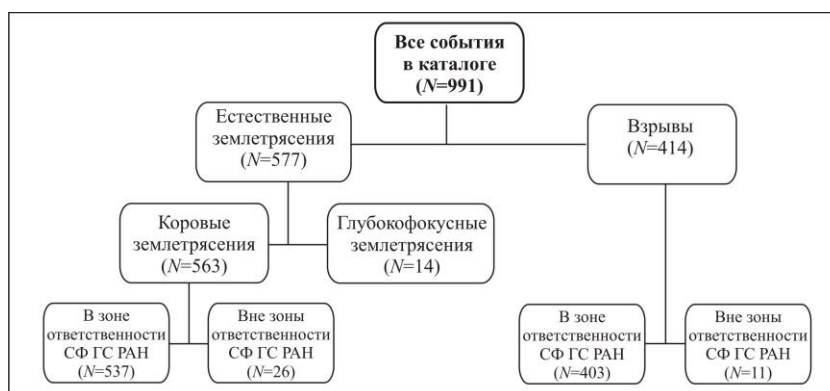 Все события
в каталоге
(N=991)
Естественные
землетрясения
(N=577)
Взрывы
(N=414)
Коровые
землетрясения
(N=563)
Глубокофокусные
землетрясения
(N=14)
В зоне
ответственности
СФ ГС РАН
(N=537)
Вне зоны
ответственности
СФ ГС РАН
(N=26)
В зоне
ответственности
СФ ГС РАН
(N=403)
Вне зоны
ответственности
СФ ГС РАН
(N=11)